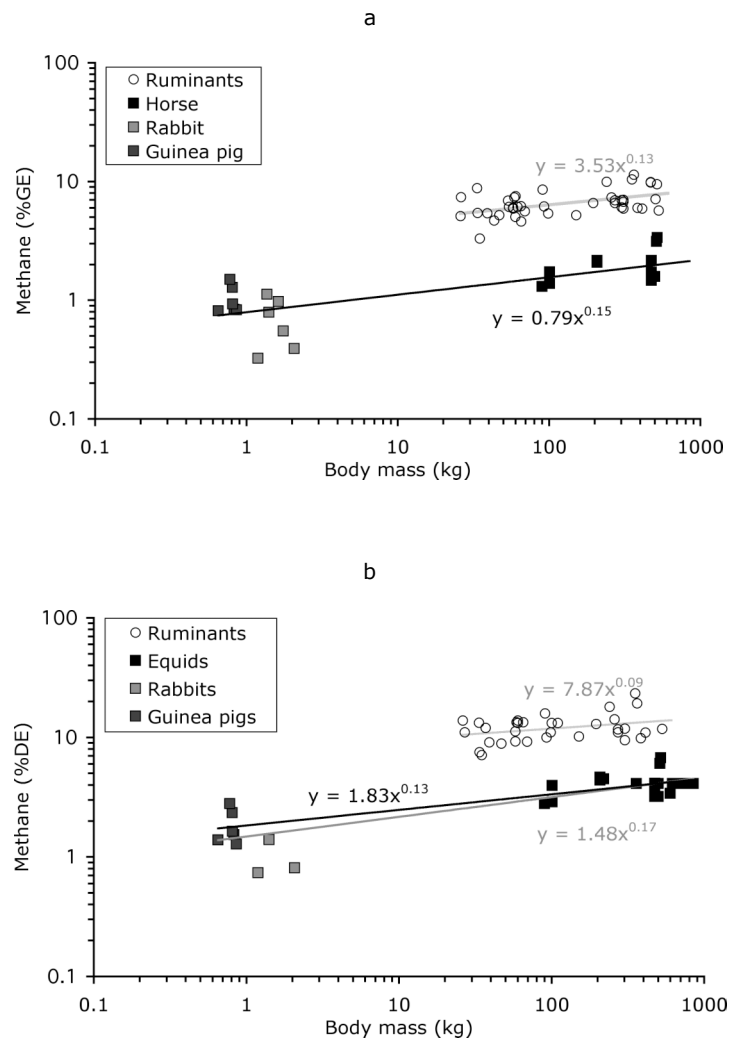 a
Methane (%GE)
100
10
1
0.1
Ruminants
Horse
Rabbit
Guinea pig
y = 3.53x^0.13
y = 0.79x^0.15
0.1 1 10 100 1000
Body mass (kg)
b
Methane (%DE)
100
10
1
0.1
Ruminants
Equids
Rabbits
Guinea pigs
y = 7.87x^0.09
y = 1.83x^0.13
y = 1.48x^0.17
0.1 1 10 100 1000
Body mass (kg)